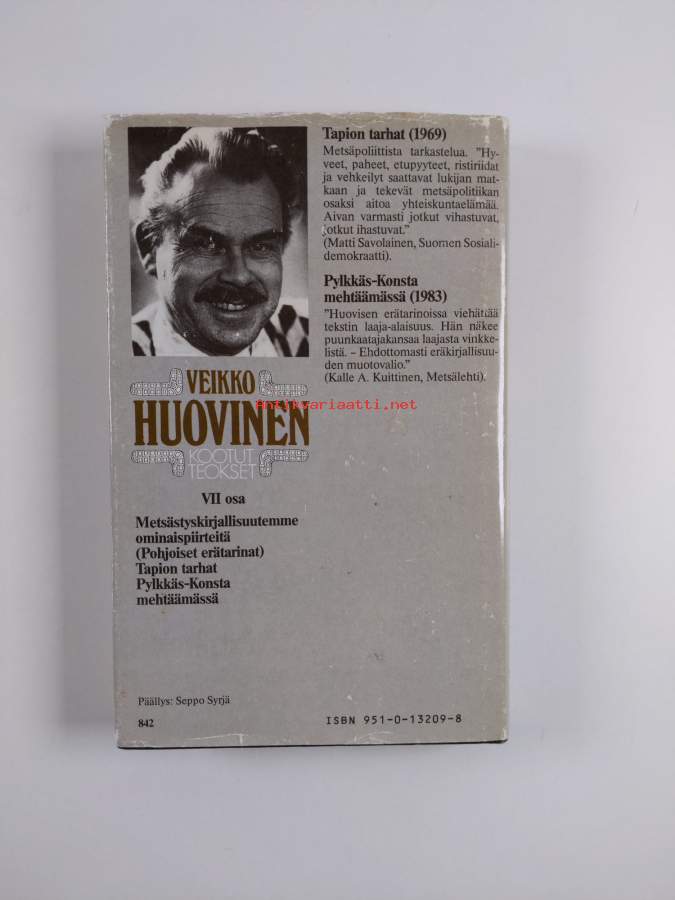 Tapion tarhat (1969)
Metsäpoliittista tarkastelua. "Hy-
veet, paheet, etupyyteet, ristiriidat
ja vehkeilyt saattavat lukijan mat-
kaan ja tekevät metsäpolitiikan
osaksi aitoa yhteiskuntaelämää.
Aivan varmasti jotkut vihastuvat,
jotkut ihastuvat."
(Matti Savolainen, Suomen Sosiali-
demokraatti).
Pylkkäs-Konsta
mehtäämässä (1983)
"Huovisen erätarinoissa viehättää
tekstin laaja-alaisuus. Hän näkee
puunkaatajakansaa laajasta vinkke-
listä. – Ehdottomasti eräkirjallisuu-
den muotovalio."
(Kalle A. Kuittinen, Metsälehti).
VEIKKO
HUOVINEN
KOOTUT
TEOKSET
Antikvariaatti.net
VII osa
Metsästyskirjallisuutemme
ominaispiirteitä
(Pohjoiset erätarinat)
Tapion tarhat
Pylkkäs-Konsta
mehtäämässä
Päällys: Seppo Syrjä
842
ISBN 951-0-13209-8